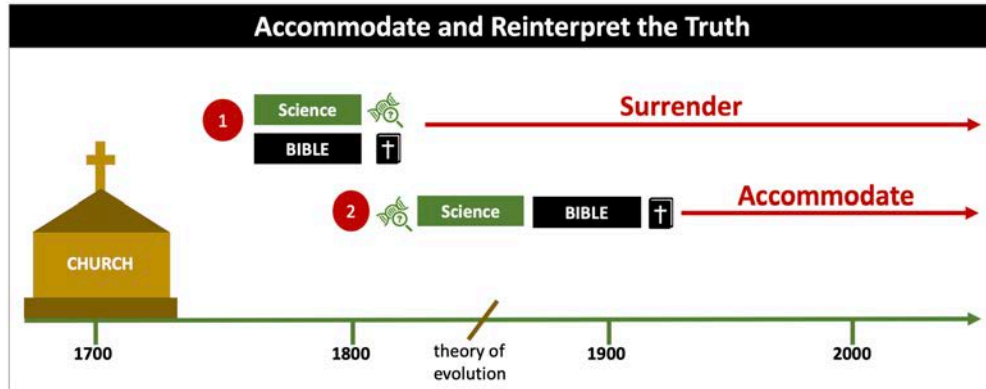 Accommodate and Reinterpret the Truth
1
Science
BIBLE
Surrender
2
Science
BIBLE
Accommodate
CHURCH
1700
1800
theory of
evolution
1900
2000